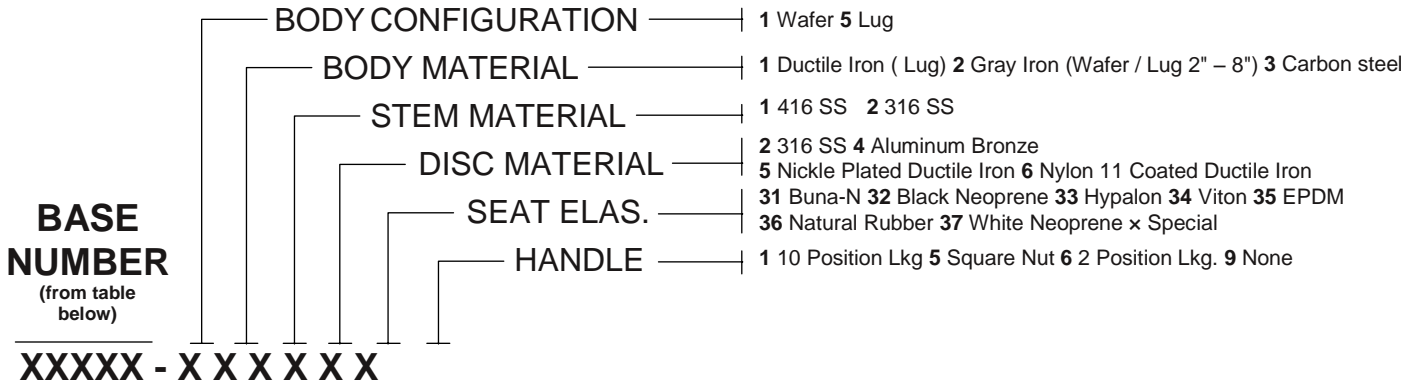 BODY CONFIGURATION
1 Wafer 5 Lug
BODY MATERIAL
1 Ductile Iron ( Lug) 2 Gray Iron (Wafer / Lug 2" – 8") 3 Carbon steel
STEM MATERIAL
1 416 SS 2 316 SS
DISC MATERIAL
2 316 SS 4 Aluminum Bronze
5 Nickle Plated Ductile Iron 6 Nylon 11 Coated Ductile Iron
SEAT ELAS.
31 Buna-N 32 Black Neoprene 33 Hypalon 34 Viton 35 EPDM
36 Natural Rubber 37 White Neoprene × Special
HANDLE
1 10 Position Lkg 5 Square Nut 6 2 Position Lkg. 9 None
BASE
NUMBER
(from table
below)
XXXXX - X X X X X X